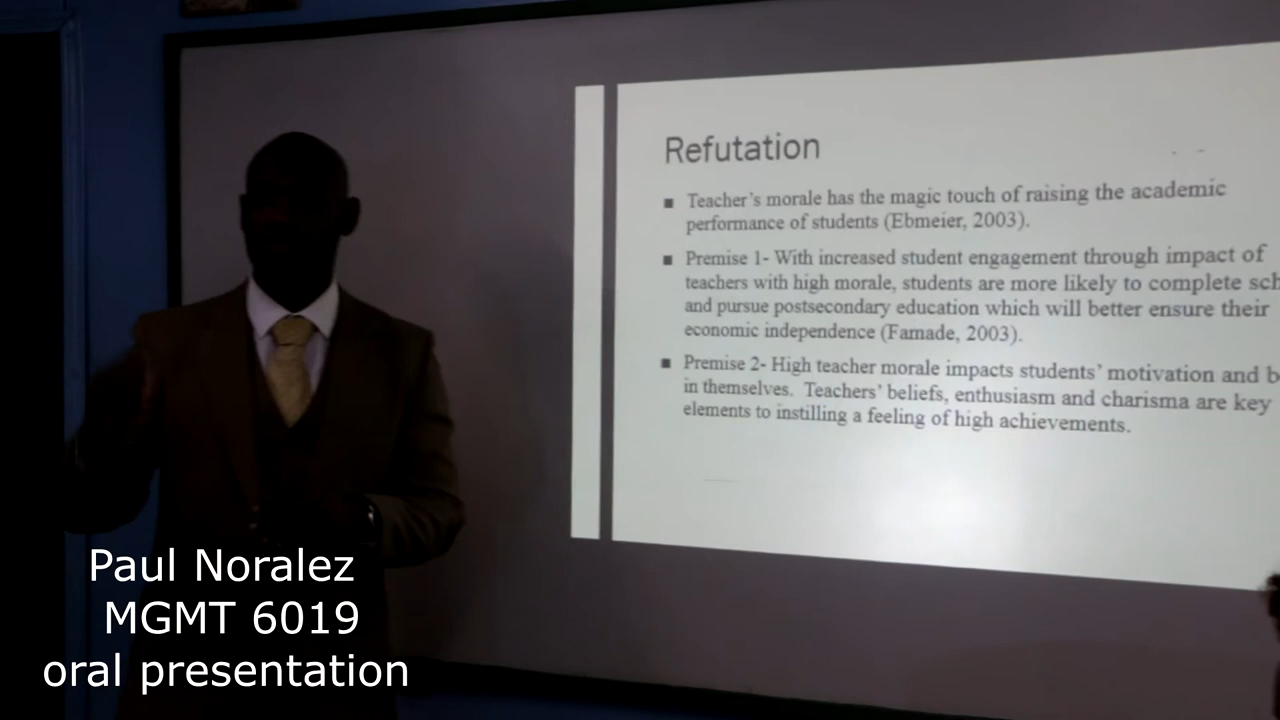 Refutation
■ Teacher's morale has the magic touch of raising the academic
performance of students (Ebmeier, 2003).
■ Premise 1- With increased student engagement through impact of
teachers with high morale, students are more likely to complete sch
and pursue postsecondary education which will better ensure their
economic independence (Famade, 2003).
■ Premise 2- High teacher morale impacts students' motivation and b
in themselves. Teachers' beliefs, enthusiasm and charisma are key
elements to instilling a feeling of high achievements.
Paul Noralez
MGMT 6019
oral presentation